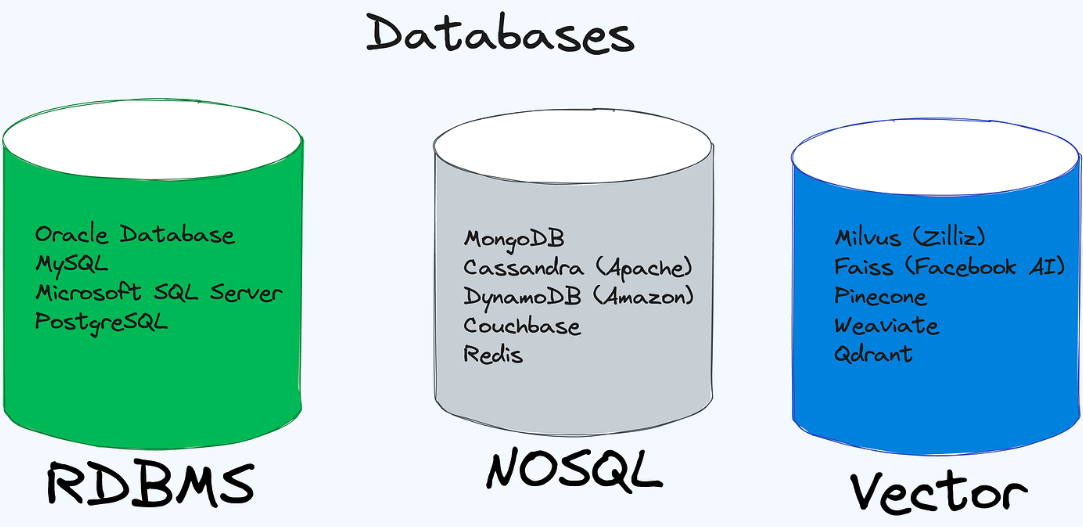 Databases
Oracle Database
MySQL
Microsoft SQL Server
PostgreSQL
RDBMS
MongoDB
Cassandra (Apache)
DynamoDB (Amazon)
Couchbase
Redis
NOSQL
Milvus (Zilliz)
Faiss (Facebook AI)
Pinecone
Weaviate
Qdrant
Vector